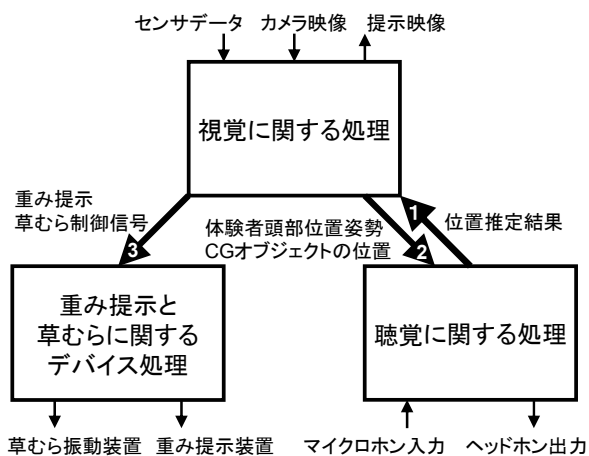 センサデータ カメラ映像 提示映像
視覚に関する処理
重み提示
草むら制御信号
3
体験者頭部位置姿勢
CGオブジェクトの位置
2
1
位置推定結果
重み提示と
草むらに関する
デバイス処理
聴覚に関する処理
草むら振動装置 重み提示装置 マイクロホン入力 ヘッドホン出力